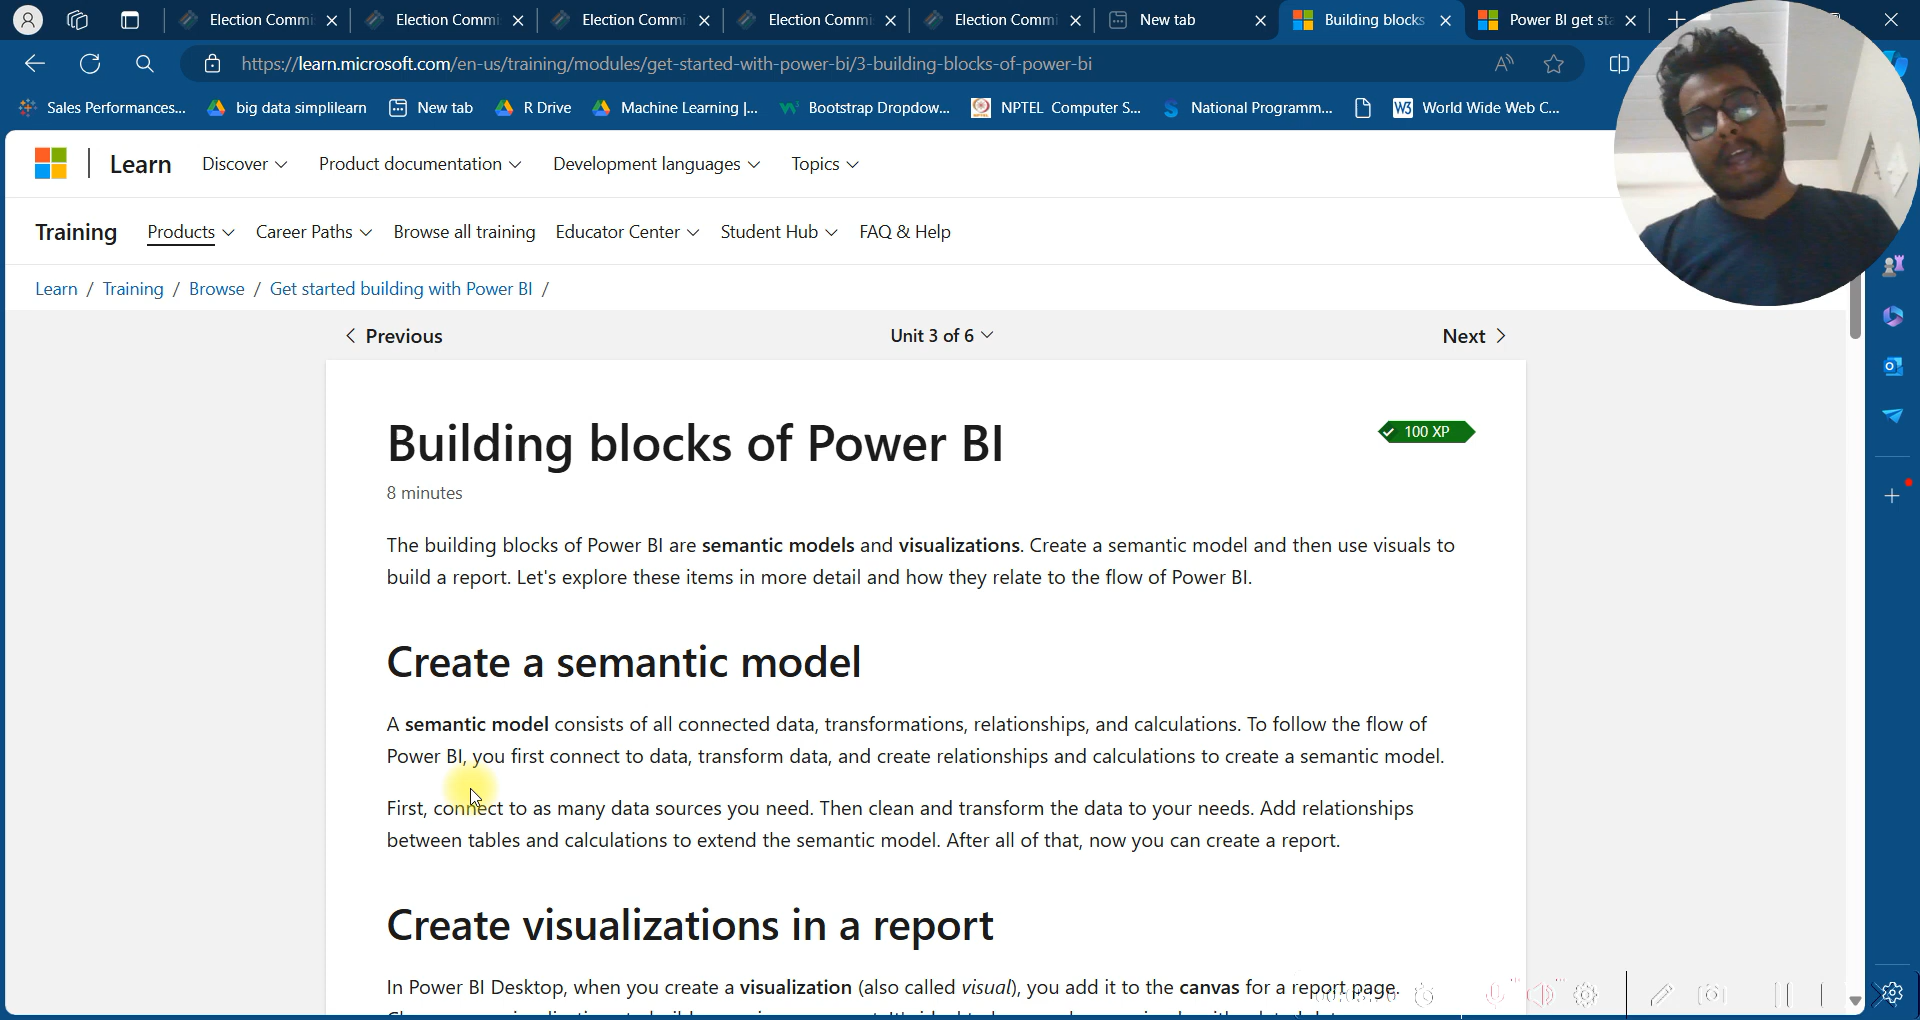 Election Commi
Election Commi
Election Commi
Election Commi
Election Commi
New tab
Building blocks
Power BI get sta
https://learn.microsoft.com/en-us/training/modules/get-started-with-power-bi/3-building-blocks-of-power-bi
Sales Performances...
big data simplilearn
New tab
R Drive
Machine Learning |...
Bootstrap Dropdow...
NPTEL Computer S...
National Programm...
W3
World Wide Web C...
Learn
Discover
Product documentation
Development languages
Topics
Training
Products
Career Paths
Browse all training
Educator Center
Student Hub
FAQ & Help
Learn / Training / Browse / Get started building with Power BI /
Previous
Unit 3 of 6
Next
Building blocks of Power BI
100 XP
8 minutes
The building blocks of Power BI are semantic models and visualizations. Create a semantic model and then use visuals to
build a report. Let's explore these items in more detail and how they relate to the flow of Power BI.
Create a semantic model
A semantic model consists of all connected data, transformations, relationships, and calculations. To follow the flow of
Power BI, you first connect to data, transform data, and create relationships and calculations to create a semantic model.
First, connect to as many data sources you need. Then clean and transform the data to your needs. Add relationships
between tables and calculations to extend the semantic model. After all of that, now you can create a report.
Create visualizations in a report
In Power BI Desktop, when you create a visualization (also called visual), you add it to the canvas for a report page.